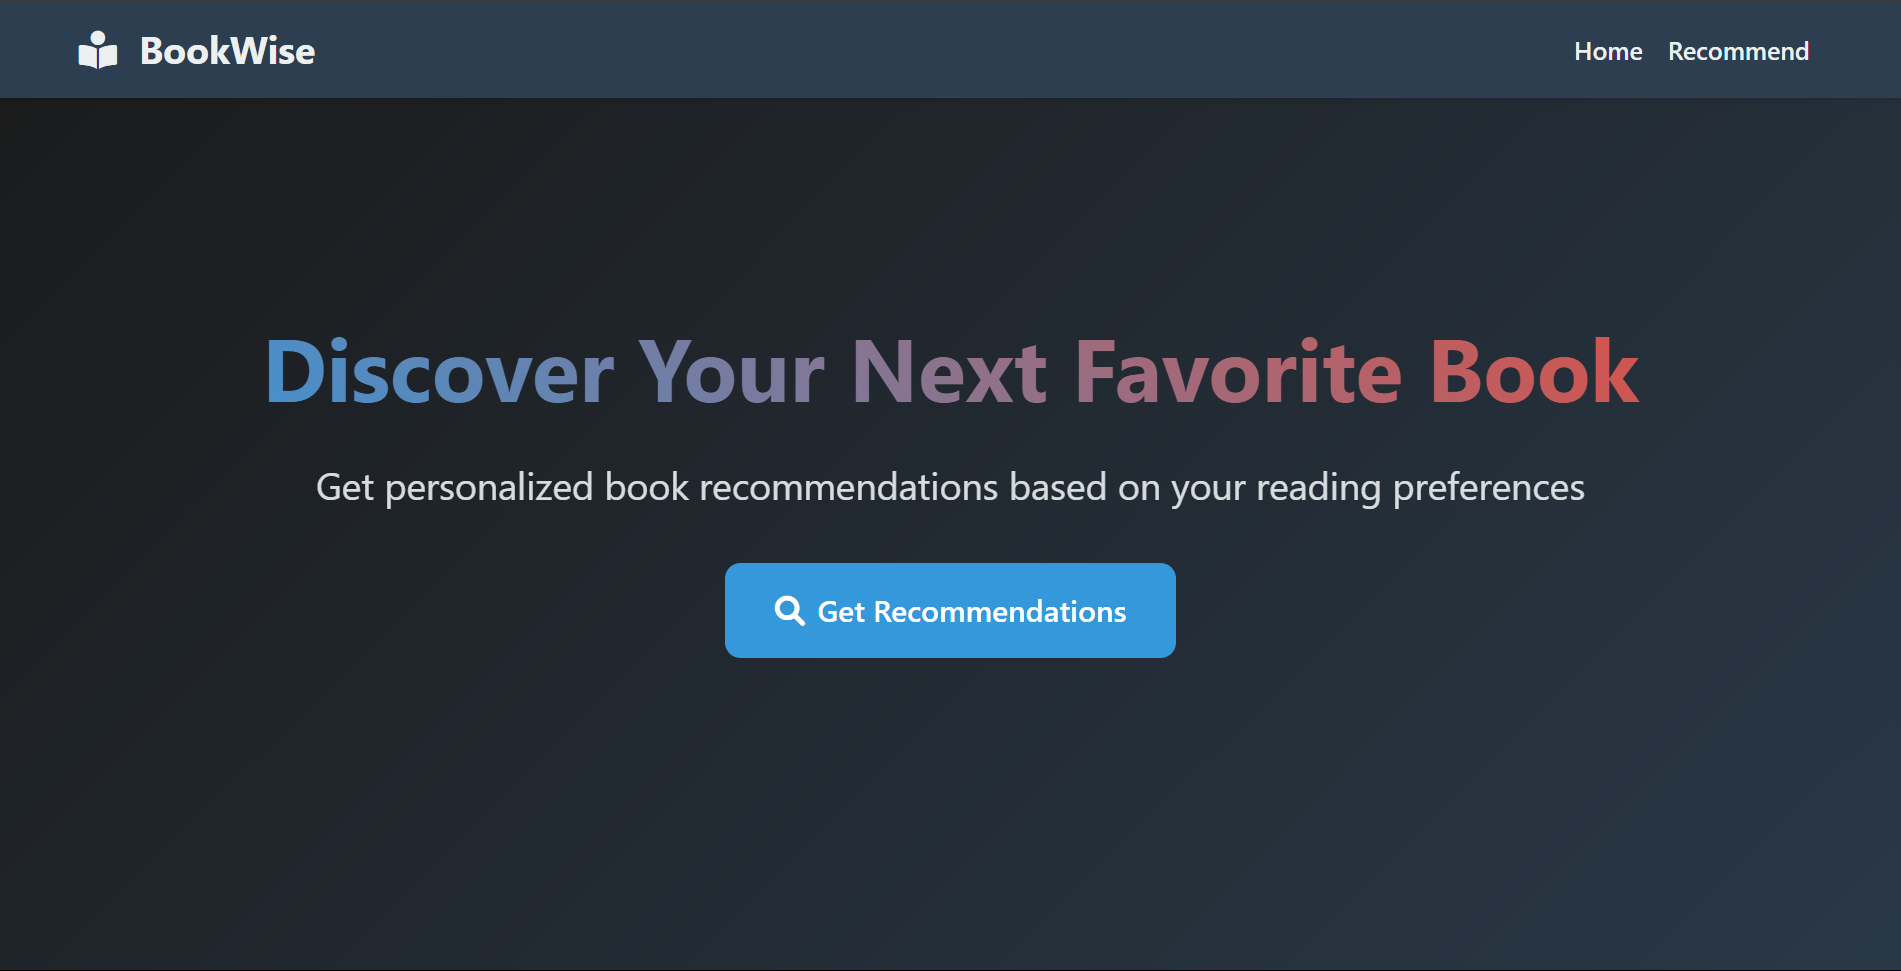 BookWise
Home Recommend
Discover Your Next Favorite Book
Get personalized book recommendations based on your reading preferences
Get Recommendations